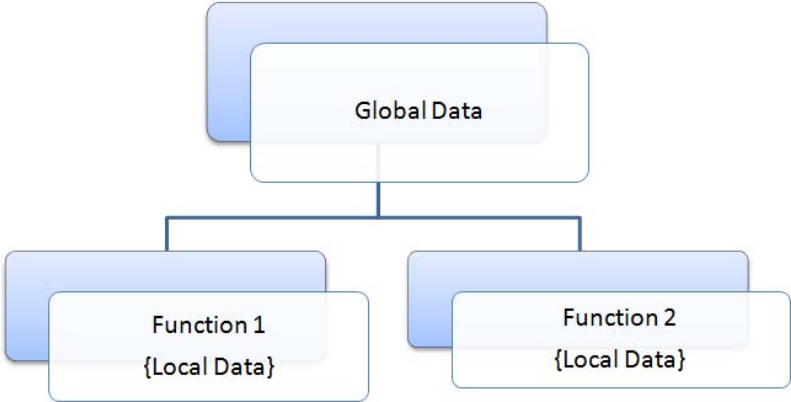 Global Data
Function 1
{Local Data}
Function 2
{Local Data}